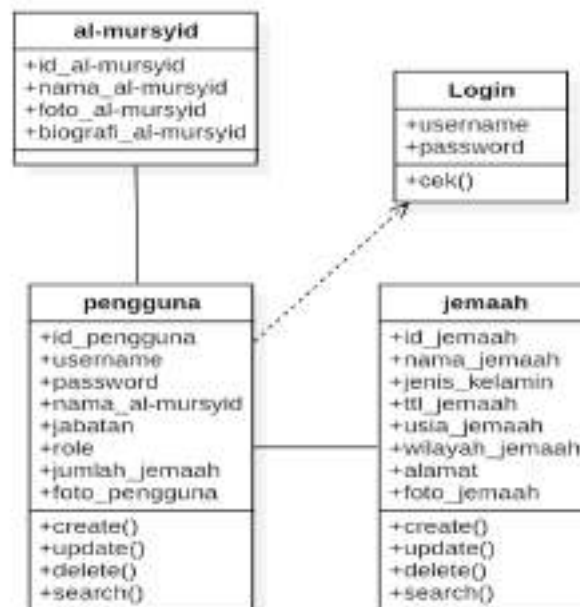 al-mursyid
+id_al-mursyid
+nama_al-mursyid
+foto_al-mursyid
+biografi_al-mursyid
Login
+username
+password
+cek()
pengguna
+id_pengguna
+username
+password
+nama_al-mursyid
+jabatan
+role
+jumlah_jemaah
+foto_pengguna
+create()
+update()
+delete()
+search()
jemaah
+id_jemaah
+nama_jemaah
+jenis_kelamin
+ttl_jemaah
+usia_jemaah
+wilayah_jemaah
+alamat
+foto_jemaah
+create()
+update()
+delete()
+search()